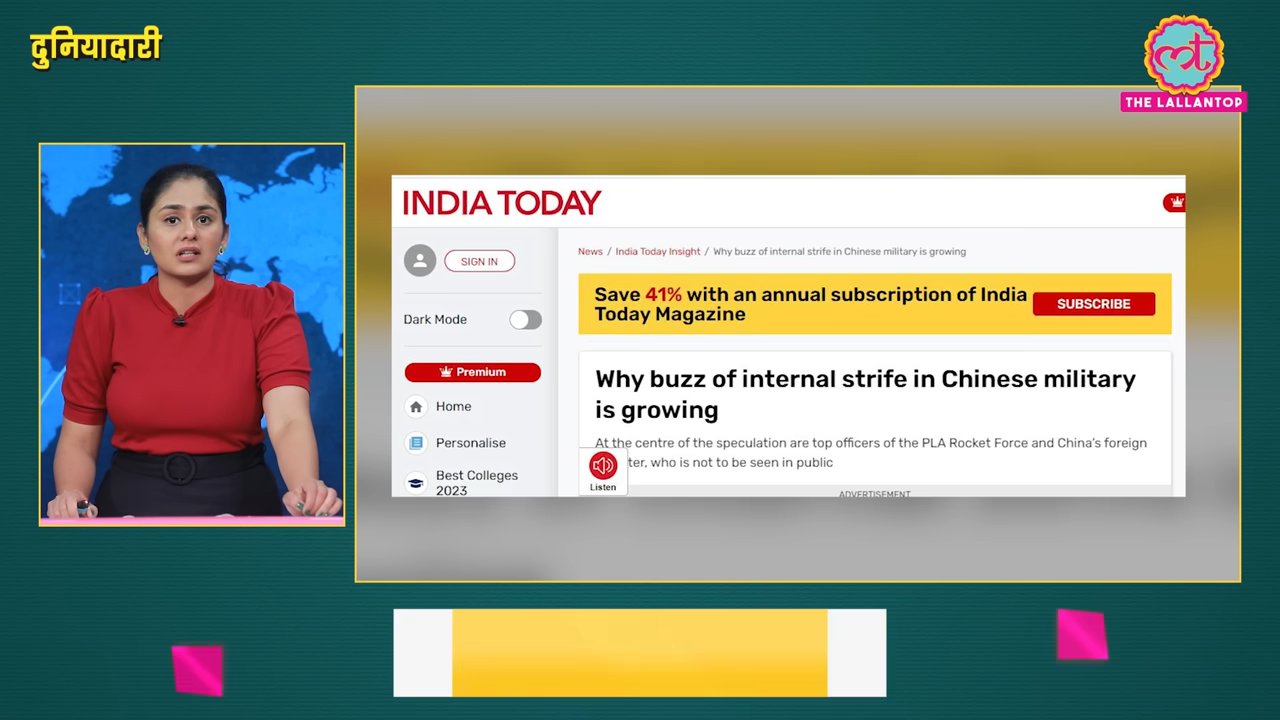 दुनियादारी
lt
THE LALLANTOP
INDIA TODAY
SIGN IN
Dark Mode
Premium
Home
Personalise
Best Colleges
2023
News / India Today Insight / Why buzz of internal strife in Chinese military is growing
Save 41% with an annual subscription of India
Today Magazine
SUBSCRIBE
Why buzz of internal strife in Chinese military
is growing
At the centre of the speculation are top officers of the PLA Rocket Force and China's foreign
ter, who is not to be seen in public
Listen
ADVERTISEMENT